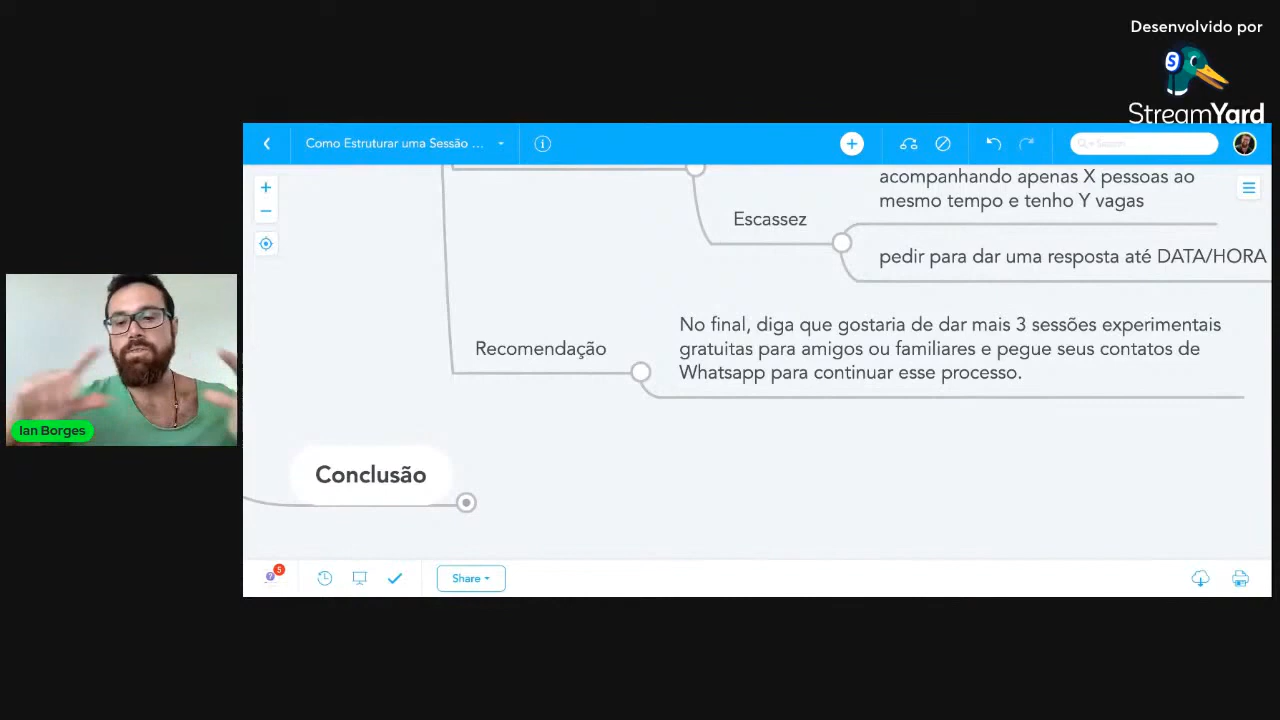 Desenvolvido por
StreamYard
Como Estruturar uma Sessão ...
Search
acompanhando apenas X pessoas ao
mesmo tempo e tenho Y vagas
Escassez
pedir para dar uma resposta até DATA/HORA
No final, diga que gostaria de dar mais 3 sessões experimentais
gratuitas para amigos ou familiares e pegue seus contatos de
Whatsapp para continuar esse processo.
Recomendação
Ian Borges
Conclusão
5
Share